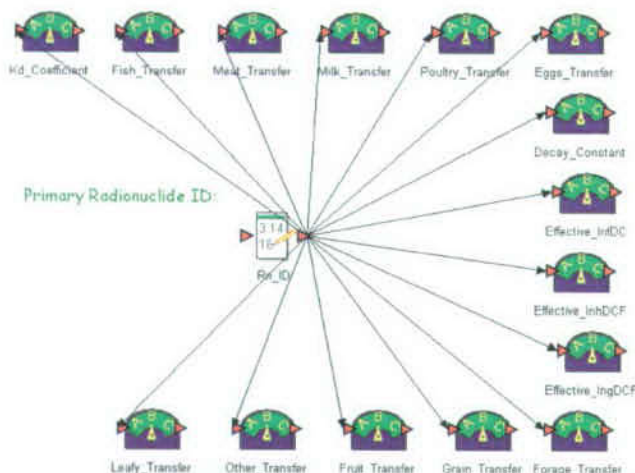 A B C A B C A B C A B C A B C A B C
Kd_Coefficient Fish_Transfer Meat_Transfer Milk_Transfer Poultry_Transfer Eggs_Transfer
A B C
Decay_Constant
Primary Radionuclide ID:
A B C
3.14
16
Effective_InfDC
Rn_ID
A B C
Effective_InhDCF
A B C
Effective_IngDCF
A B C A B C A B C A B C A B C
Leafy_Transfer Other_Transfer Fruit_Transfer Grain_Transfer Forage_Transfer